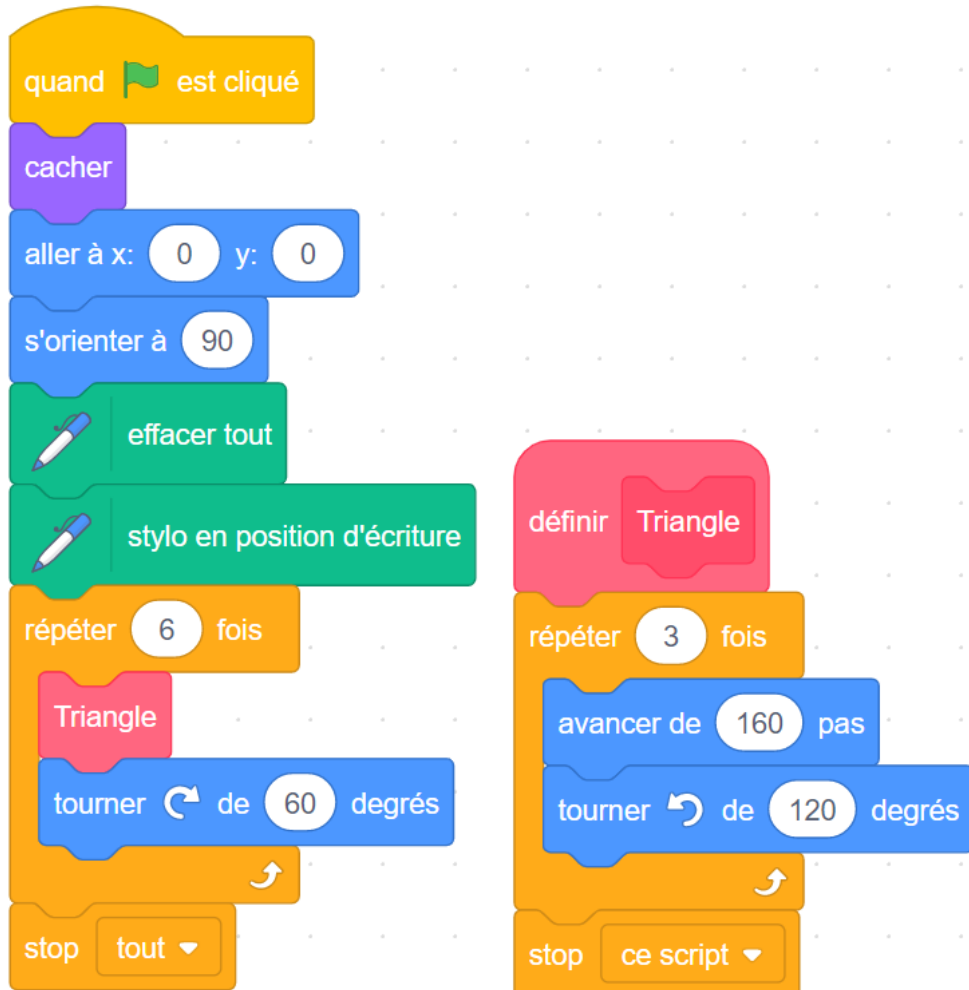 quand est cliqué
cacher
aller à x: 0 y: 0
s'orienter à 90
effacer tout
stylo en position d'écriture
répéter 6 fois
Triangle
tourner de 60 degrés
stop tout
définir Triangle
répéter 3 fois
avancer de 160 pas
tourner de 120 degrés
stop ce script